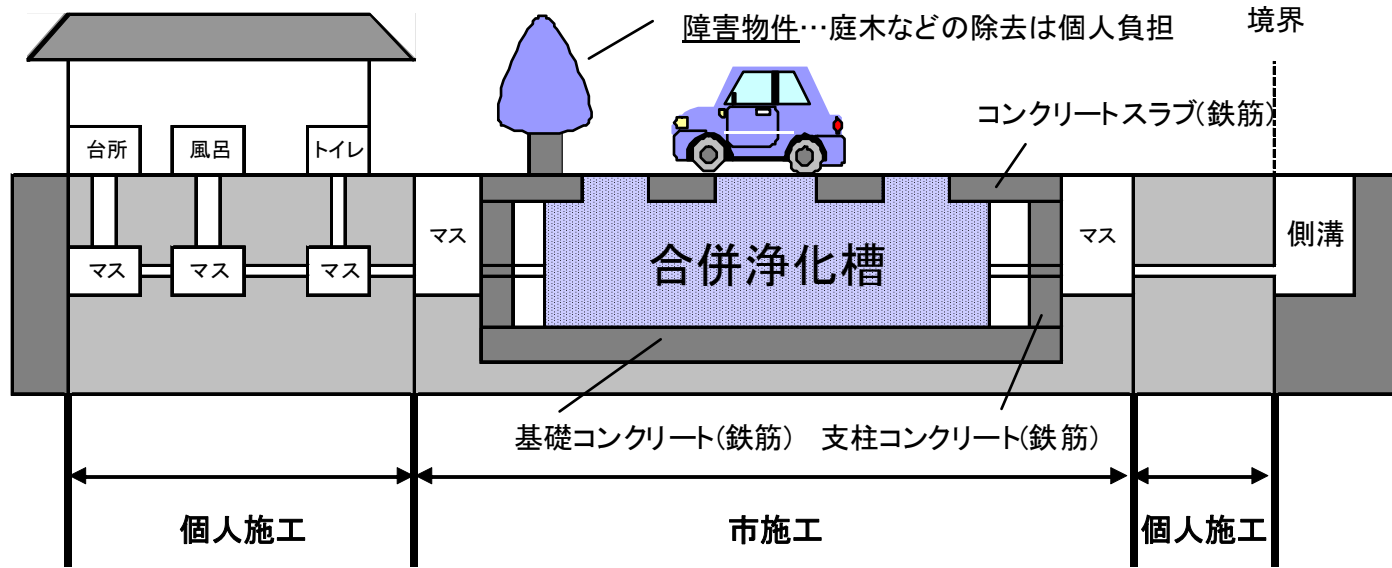 障害物件…庭木などの除去は個人負担
境界
コンクリートスラブ(鉄筋)
台所
風呂
トイレ
マス
マス
側溝
マス
マス
マス
合併浄化槽
基礎コンクリート(鉄筋)
支柱コンクリート(鉄筋)
個人施工
市施工
個人施工